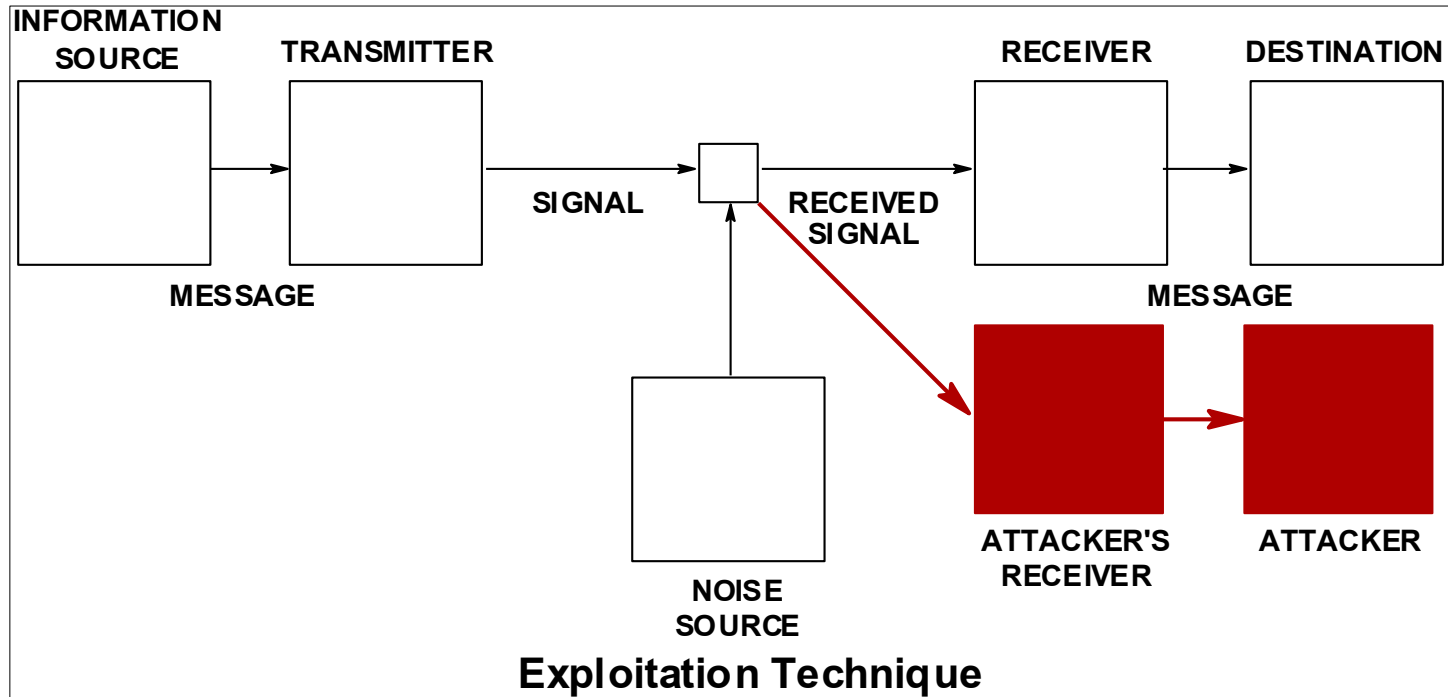 INFORMATION
SOURCE
TRANSMITTER
RECEIVER
DESTINATION
SIGNAL
RECEIVED
SIGNAL
MESSAGE
MESSAGE
ATTACKER'S
RECEIVER
ATTACKER
NOISE
SOURCE
Exploitation Technique